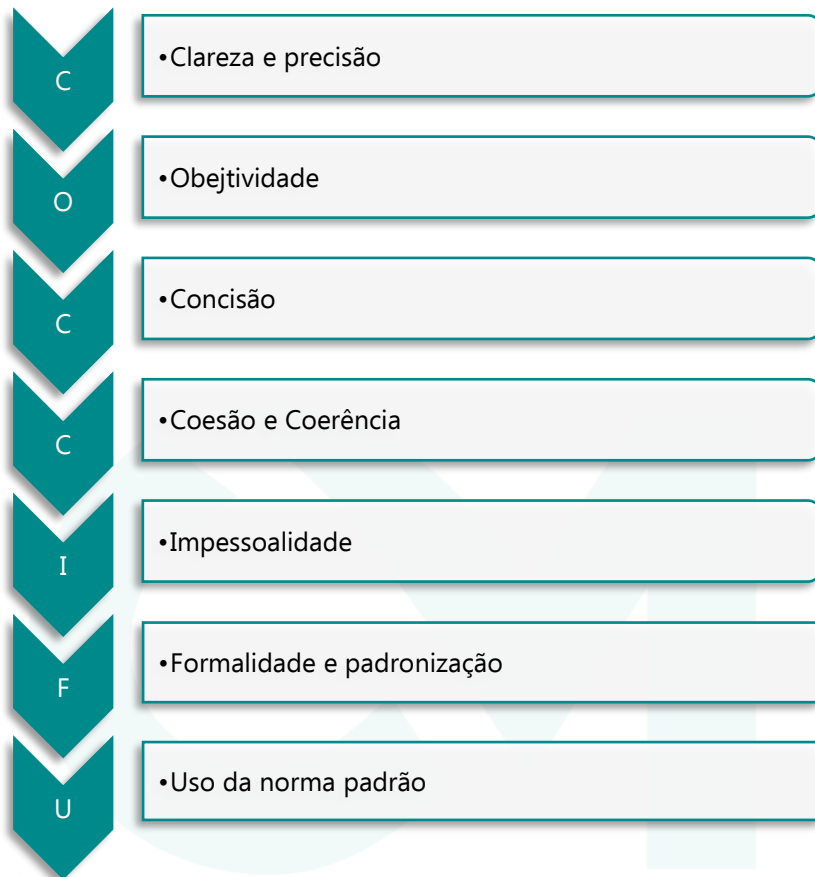 C
•Clareza e precisão
O
•Obejtividade
C
•Concisão
C
•Coesão e Coerência
I
•Impessoalidade
F
•Formalidade e padronização
U
•Uso da norma padrão